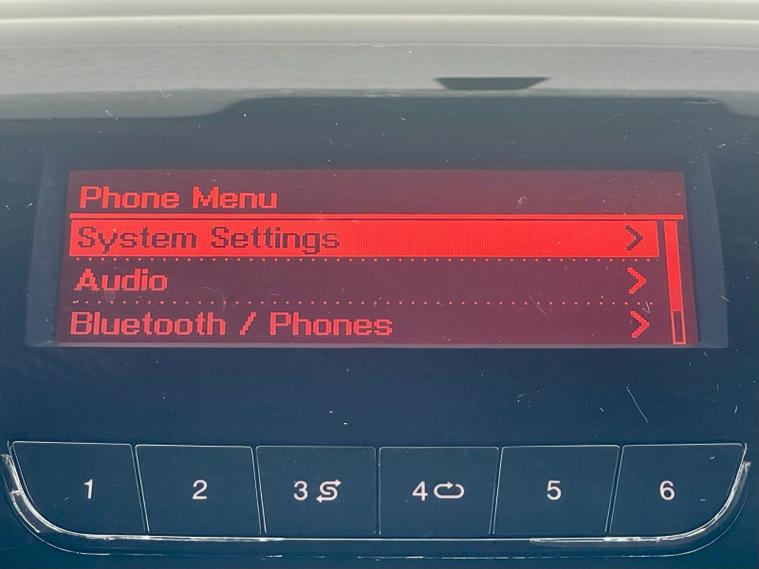 Phone Menu
System Settings
Audio
Bluetooth / Phones
1 2 3 4 5 6